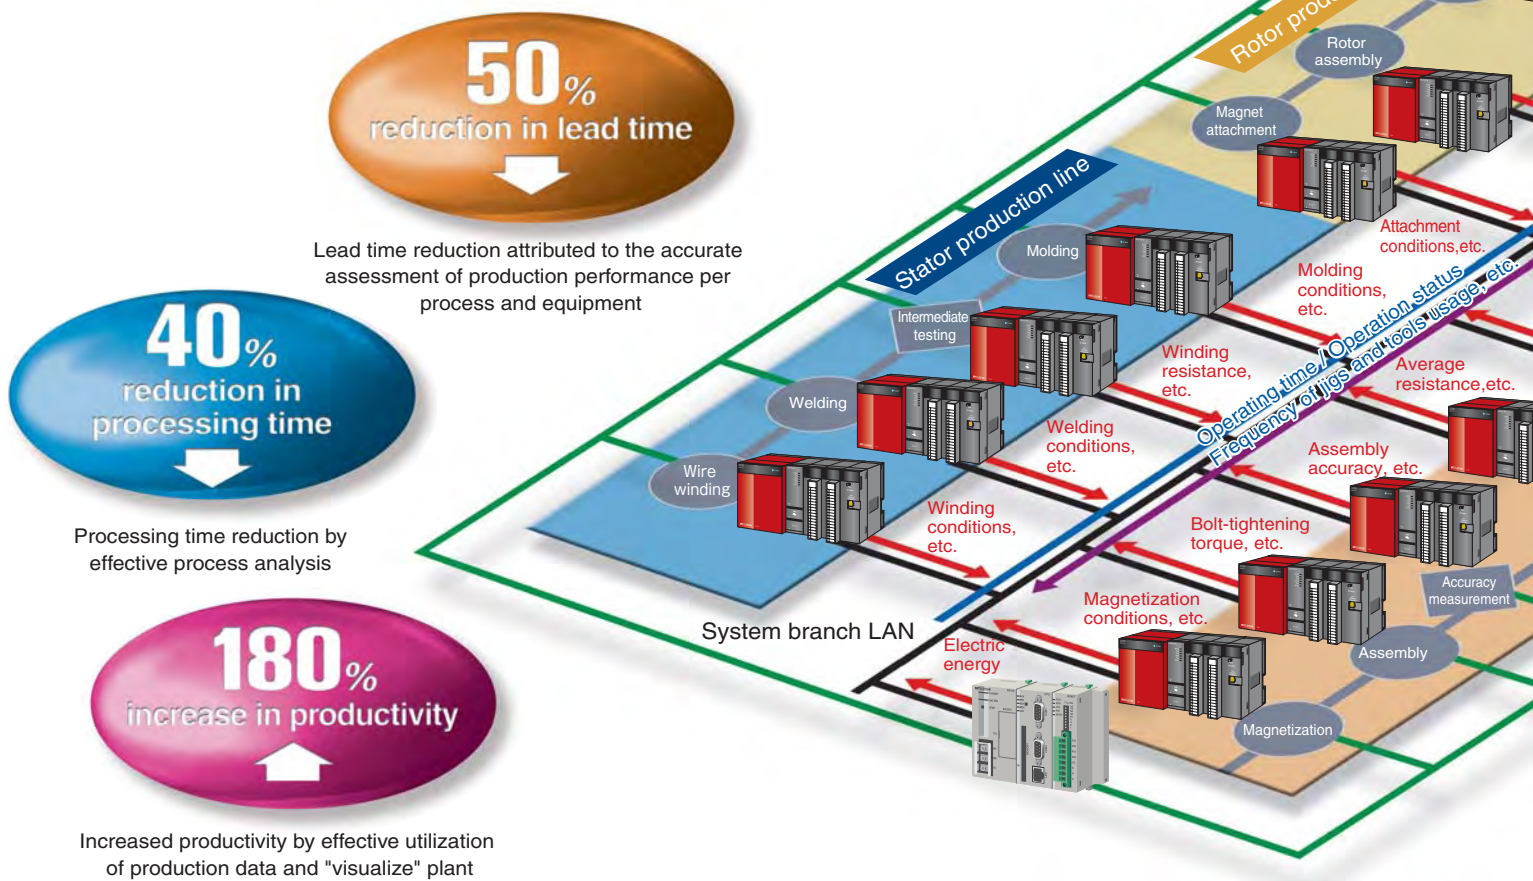 50%
reduction in lead time
Lead time reduction attributed to the accurate
assessment of production performance per
process and equipment
40%
reduction in
processing time
Processing time reduction by
effective process analysis
180%
increase in productivity
Increased productivity by effective utilization
of production data and "visualize" plant
Rotor
Rotor
assembly
Magnet
attachment
Stator production line
Molding
Intermediate
testing
Welding
Wire
winding
Attachment
conditions,etc.
Molding
conditions,
etc.
Winding
resistance,
etc.
Welding
conditions,
etc.
Winding
conditions,
etc.
Operating time / Operation status
Frequency of jigs and tools usage, etc.
Average
resistance,etc.
Assembly
accuracy, etc.
Bolt-tightening
torque, etc.
Magnetization
conditions, etc.
Electric
energy
System branch LAN
Accuracy
measurement
Assembly
Magnetization